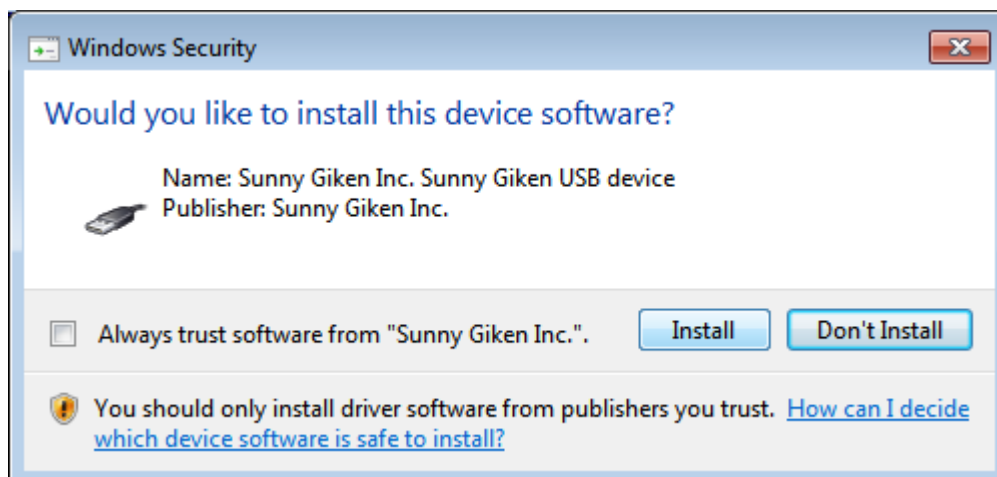 Windows Security
Would you like to install this device software?
Name: Sunny Giken Inc. Sunny Giken USB device
Publisher: Sunny Giken Inc.
Always trust software from "Sunny Giken Inc.".
Install
Don't Install
You should only install driver software from publishers you trust. How can I decide
which device software is safe to install?